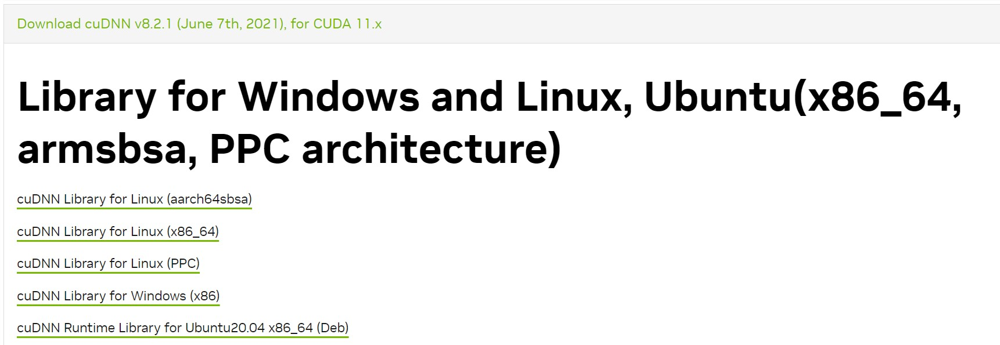 Download cuDNN v8.2.1 (June 7th, 2021), for CUDA 11.x
Library for Windows and Linux, Ubuntu(x86_64,
armsbsa, PPC architecture)
cuDNN Library for Linux (aarch64sbsa)
cuDNN Library for Linux (x86_64)
cuDNN Library for Linux (PPC)
cuDNN Library for Windows (x86)
cuDNN Runtime Library for Ubuntu20.04 x86_64 (Deb)